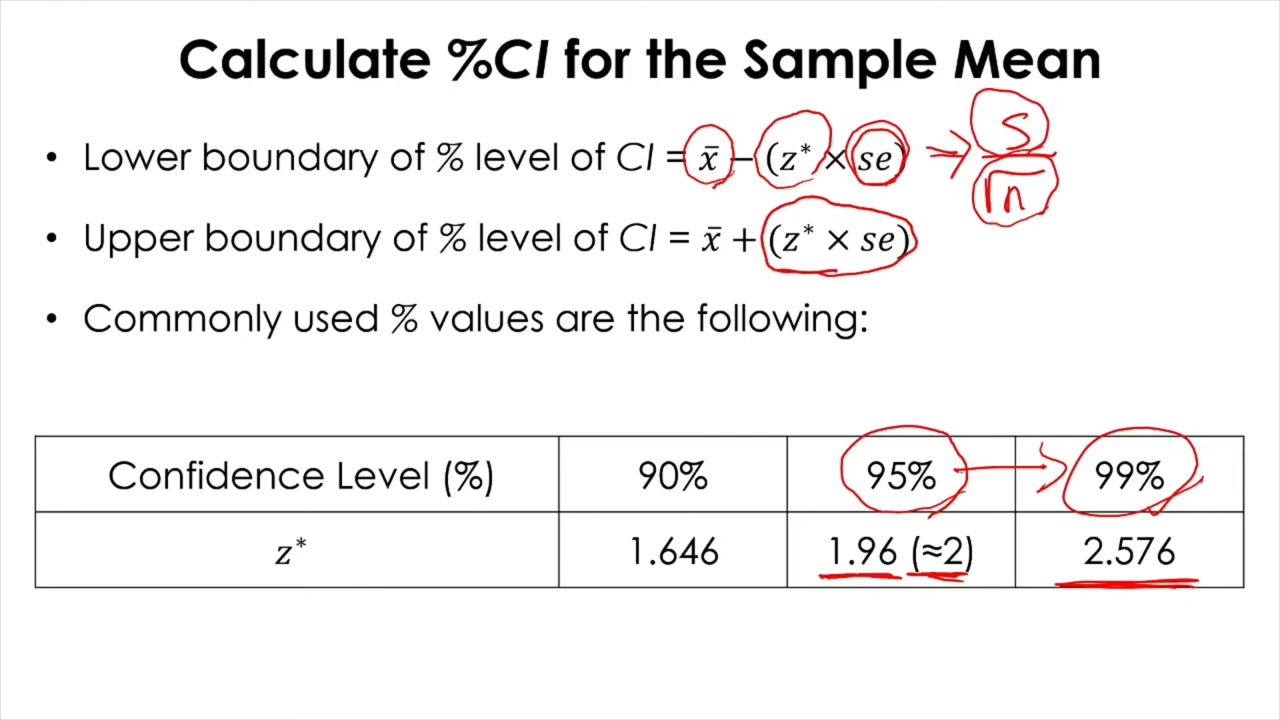 Calculate %CI for the Sample Mean
• Lower boundary of % level of CI = x̄ − (z* × se) → s/√n
• Upper boundary of % level of CI = x̄ + (z* × se)
• Commonly used % values are the following:
Confidence Level (%) 90% 95% 99%
z* 1.646 1.96 (≈2) 2.576